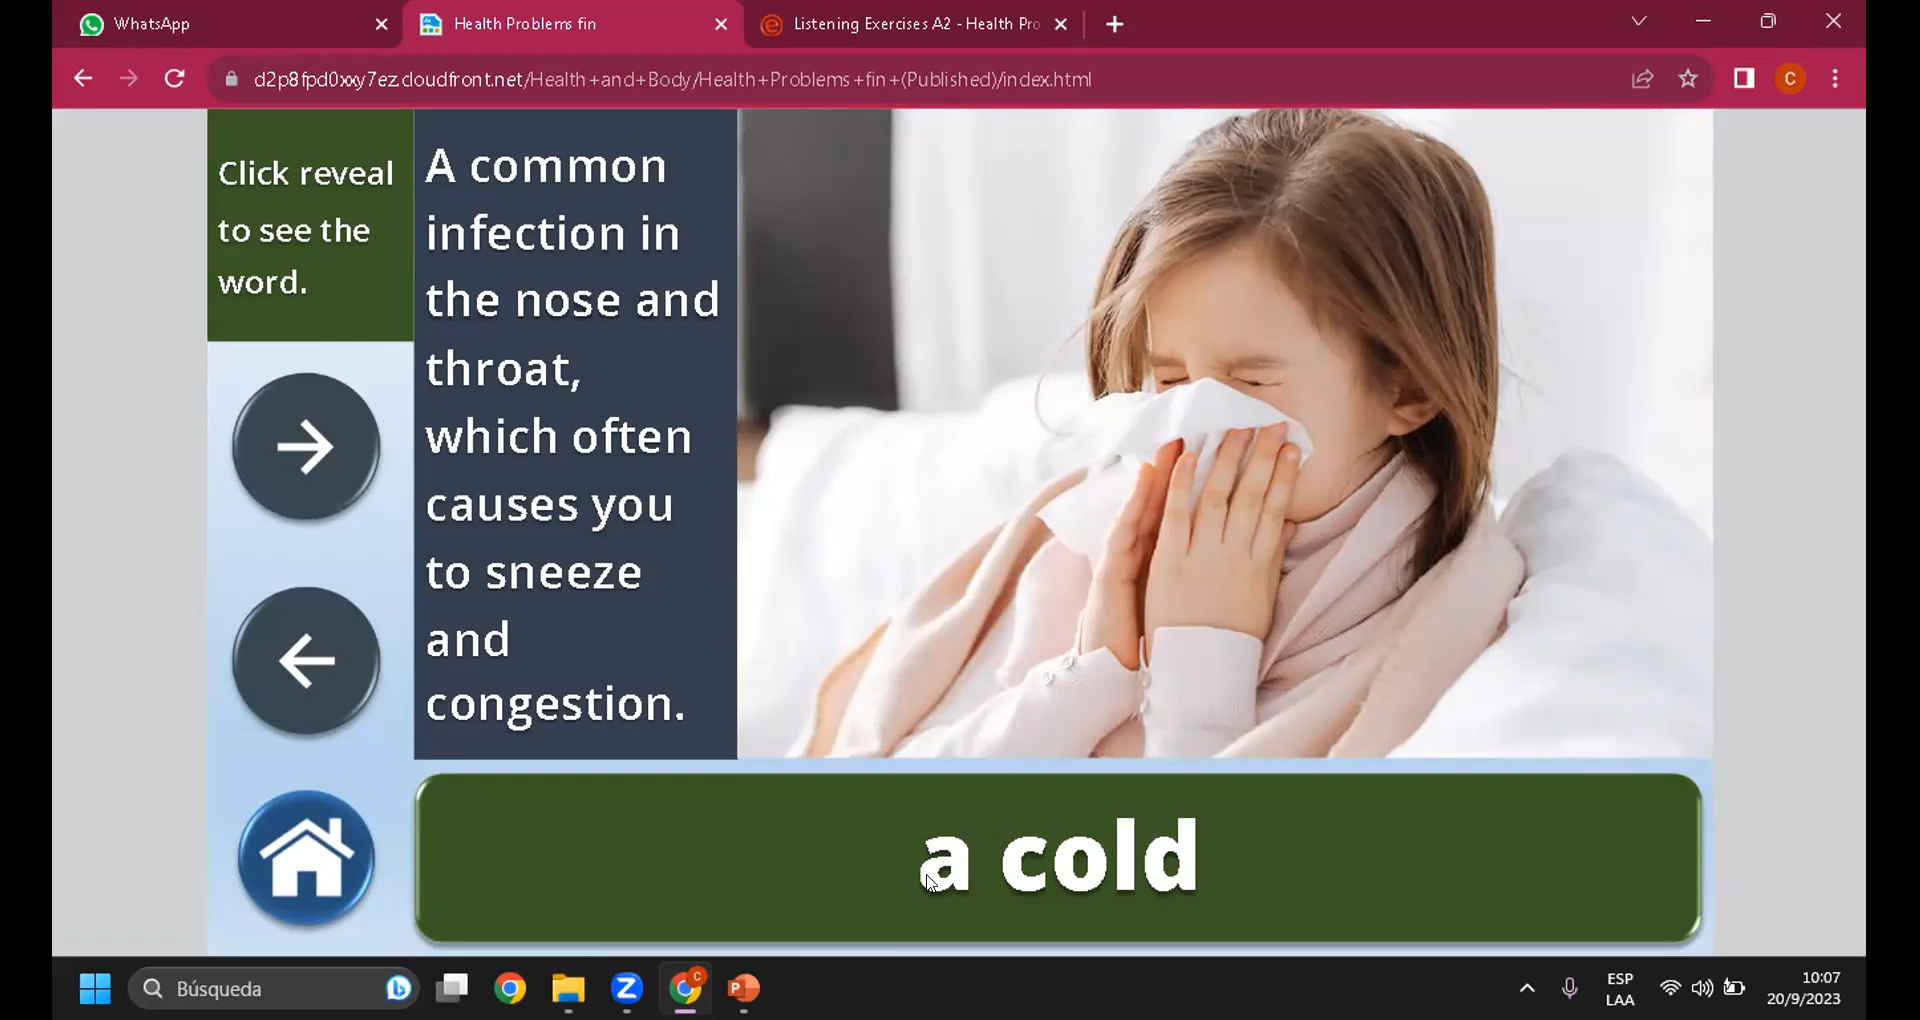 WhatsApp
Health Problems fin
Listening Exercises A2 - Health Pro
d2p8fpd0xxy7ez.cloudfront.net/Health+and+Body/Health+Problems+fin+(Published)/index.html
C
Click reveal
to see the
word.
A common
infection in
the nose and
throat,
which often
causes you
to sneeze
and
congestion.
a cold
Búsqueda
ESP
LAA
10:07
20/9/2023